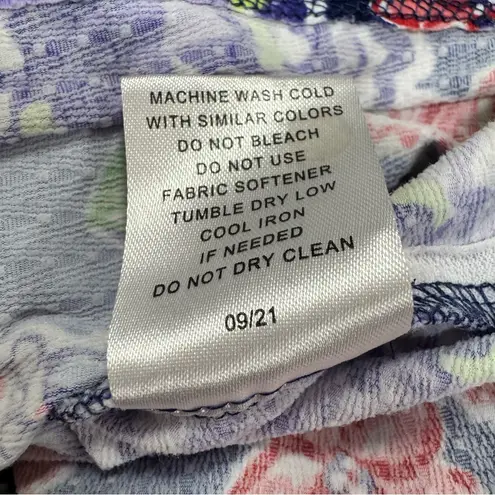 MACHINE WASH COLD
WITH SIMILAR COLORS
DO NOT BLEACH
DO NOT USE
FABRIC SOFTENER
TUMBLE DRY LOW
COOL IRON
IF NEEDED
DO NOT DRY CLEAN
09/21